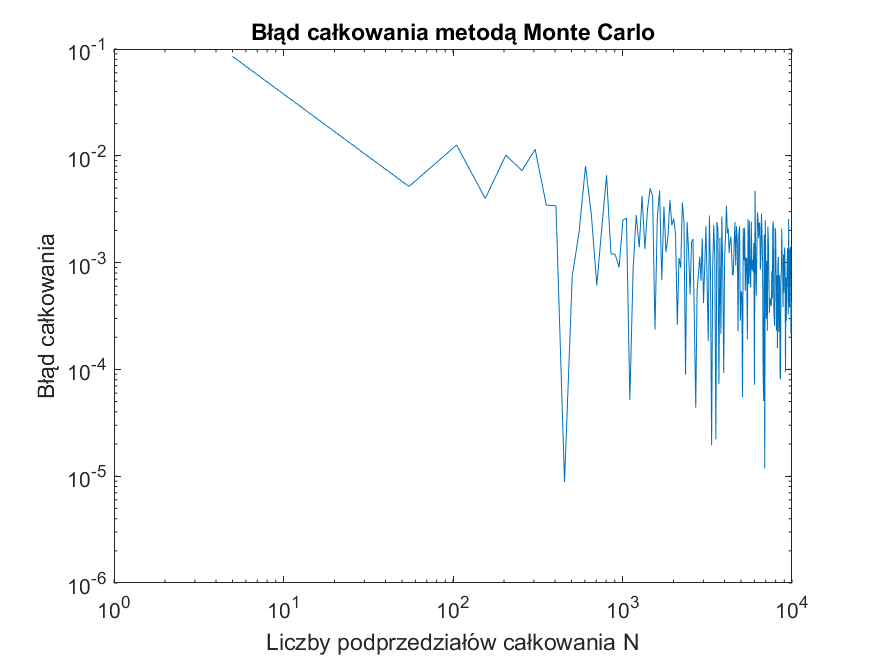 Błąd całkowania metodą Monte Carlo
Błąd całkowania
10^-1
10^-2
10^-3
10^-4
10^-5
10^-6
10^0 10^1 10^2 10^3 10^4
Liczby podprzedziałów całkowania N